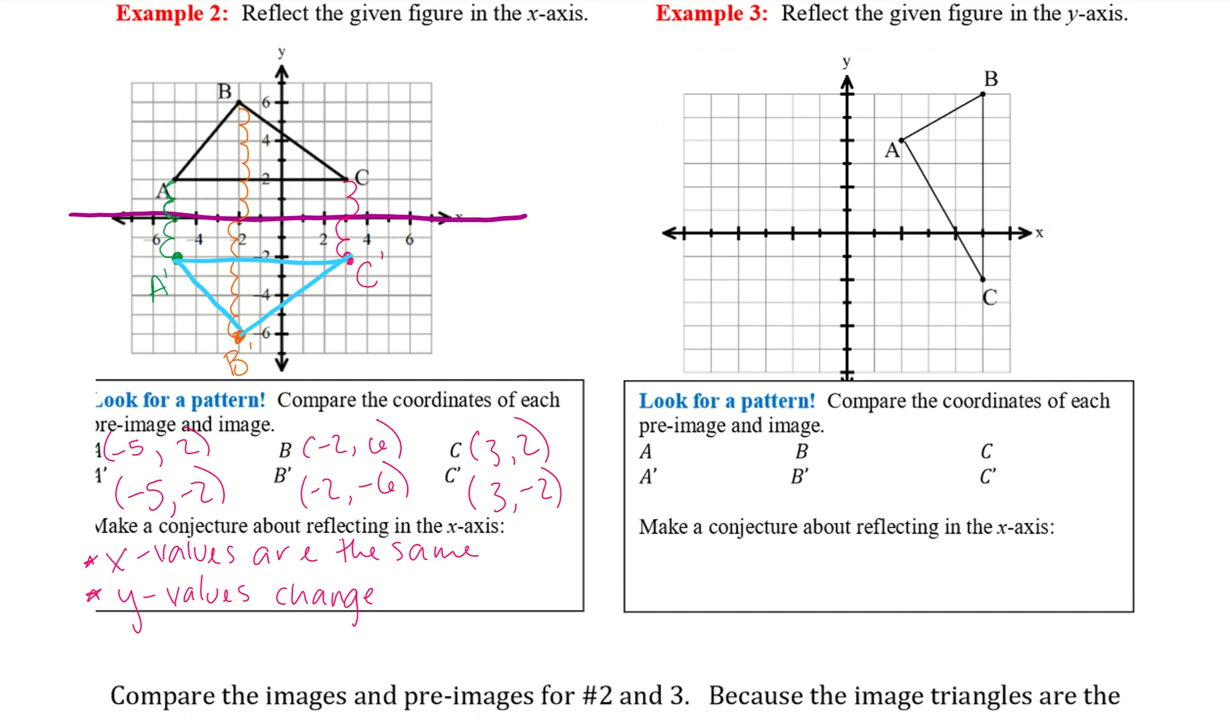 Example 2: Reflect the given figure in the x-axis.
y
B
6
4
2
A
C
x
6
4
2
2
4
6
-2
-4
-6
A'
B'
C'
Look for a pattern! Compare the coordinates of each
pre-image and image.
A (-5, 2) B (-2, 6) C (3, 2)
A' (-5, -2) B' (-2, -6) C' (3, -2)
Make a conjecture about reflecting in the x-axis:
* x-values are the same
* y-values change
Example 3: Reflect the given figure in the y-axis.
y
B
A
x
C
Look for a pattern! Compare the coordinates of each
pre-image and image.
A B C
A' B' C'
Make a conjecture about reflecting in the x-axis:
Compare the images and pre-images for #2 and 3. Because the image triangles are the